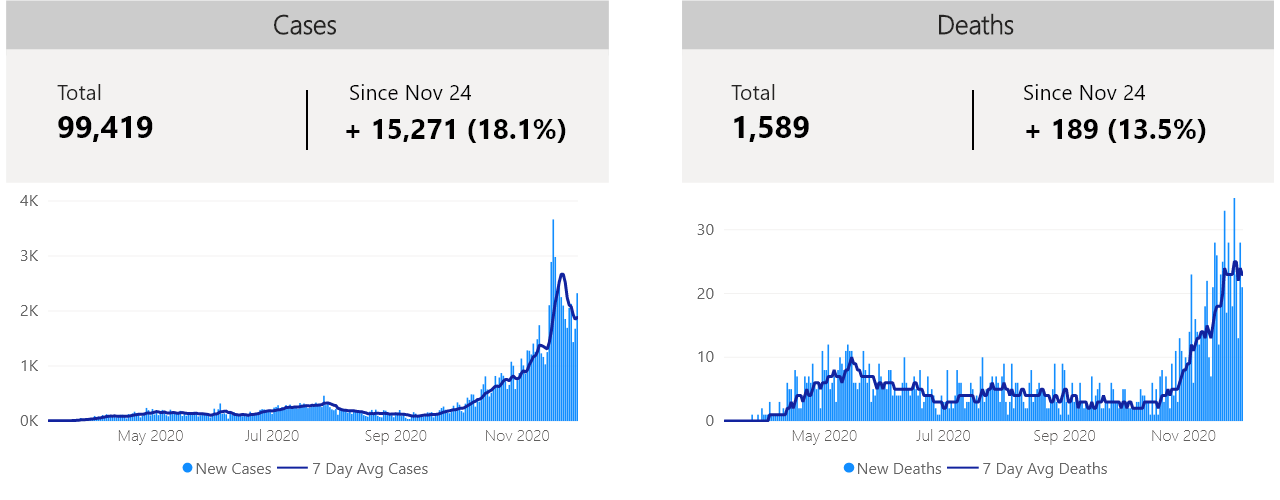 Cases
Total
99,419
Since Nov 24
+ 15,271 (18.1%)
4K
3K
2K
1K
0K
May 2020 Jul 2020 Sep 2020 Nov 2020
New Cases 7 Day Avg Cases
Deaths
Total
1,589
Since Nov 24
+ 189 (13.5%)
30
20
10
0
May 2020 Jul 2020 Sep 2020 Nov 2020
New Deaths 7 Day Avg Deaths